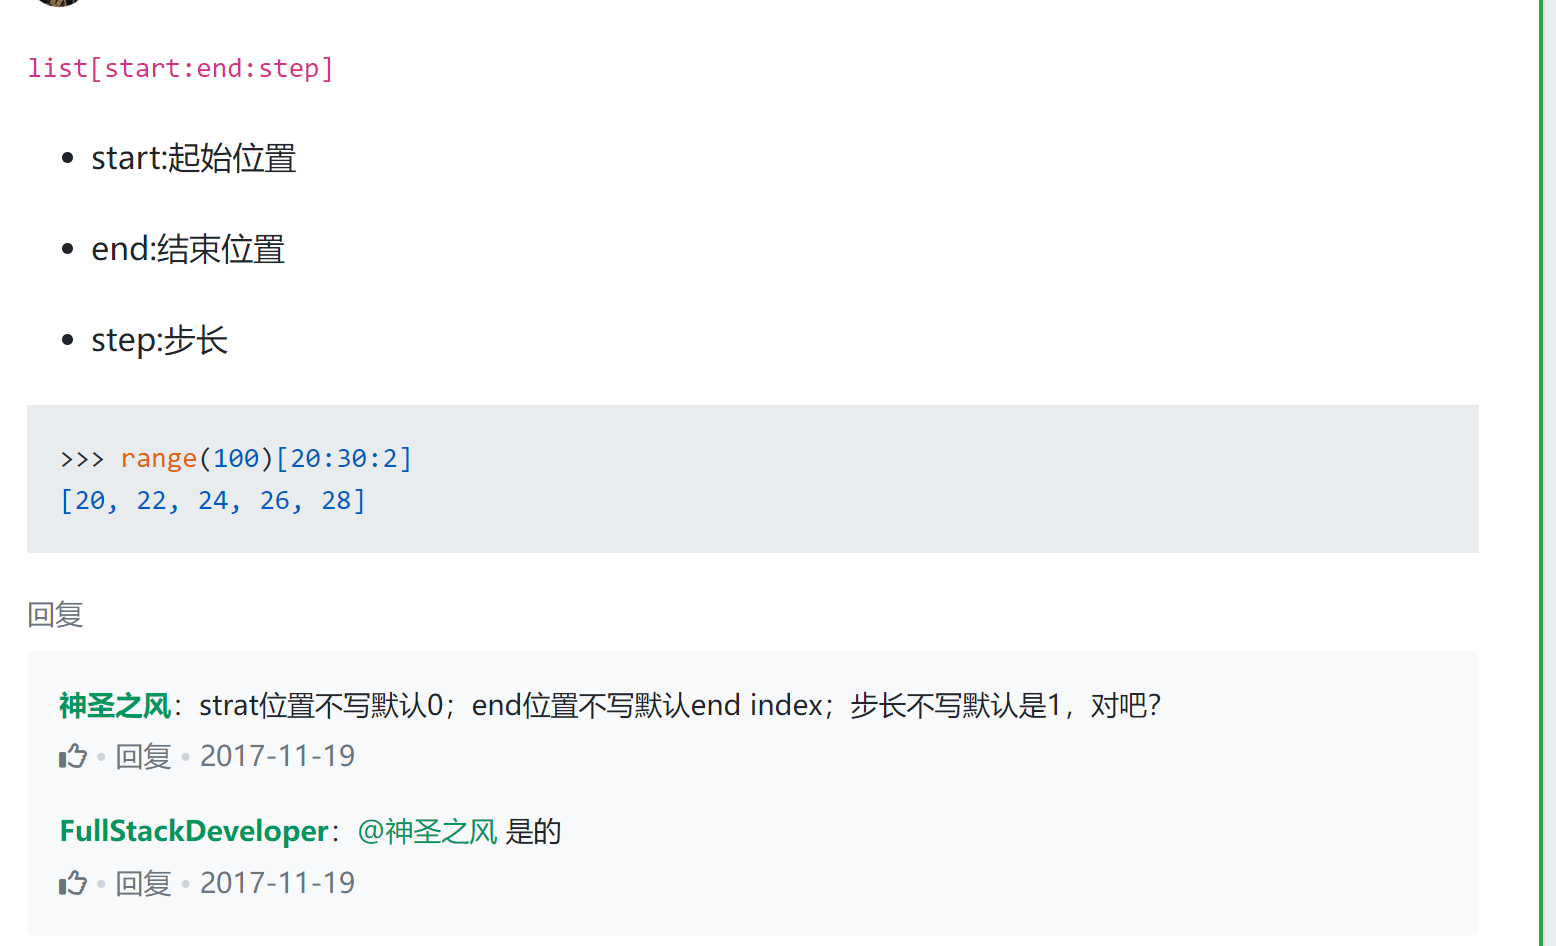 list[start:end:step]
start:起始位置
end:结束位置
step:步长
>>> range(100)[20:30:2]
[20, 22, 24, 26, 28]
回复
神圣之风：strat位置不写默认0；end位置不写默认end index；步长不写默认是1，对吧？
回复 • 2017-11-19
FullStackDeveloper：@神圣之风 是的
回复 • 2017-11-19